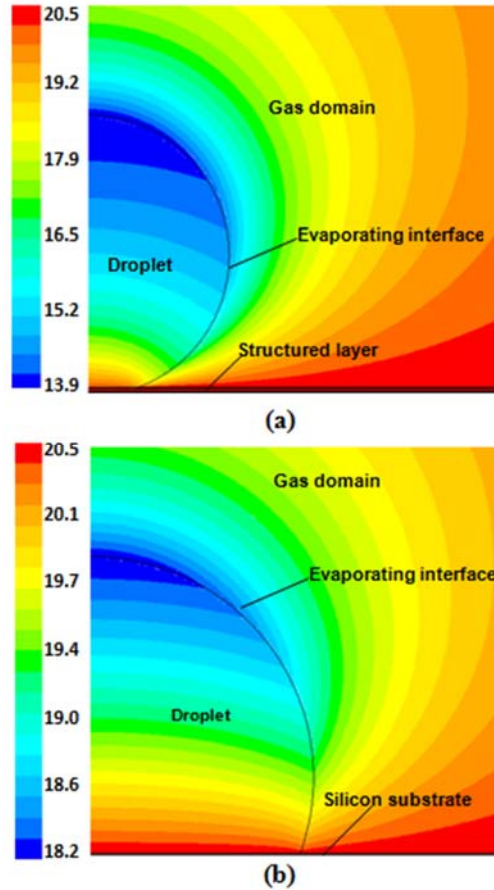 20.5
19.2
17.9
16.5
15.2
13.9
Gas domain
Evaporating interface
Droplet
Structured layer
(a)
20.5
20.1
19.7
19.4
19.0
18.6
18.2
Gas domain
Evaporating interface
Droplet
Silicon substrate
(b)